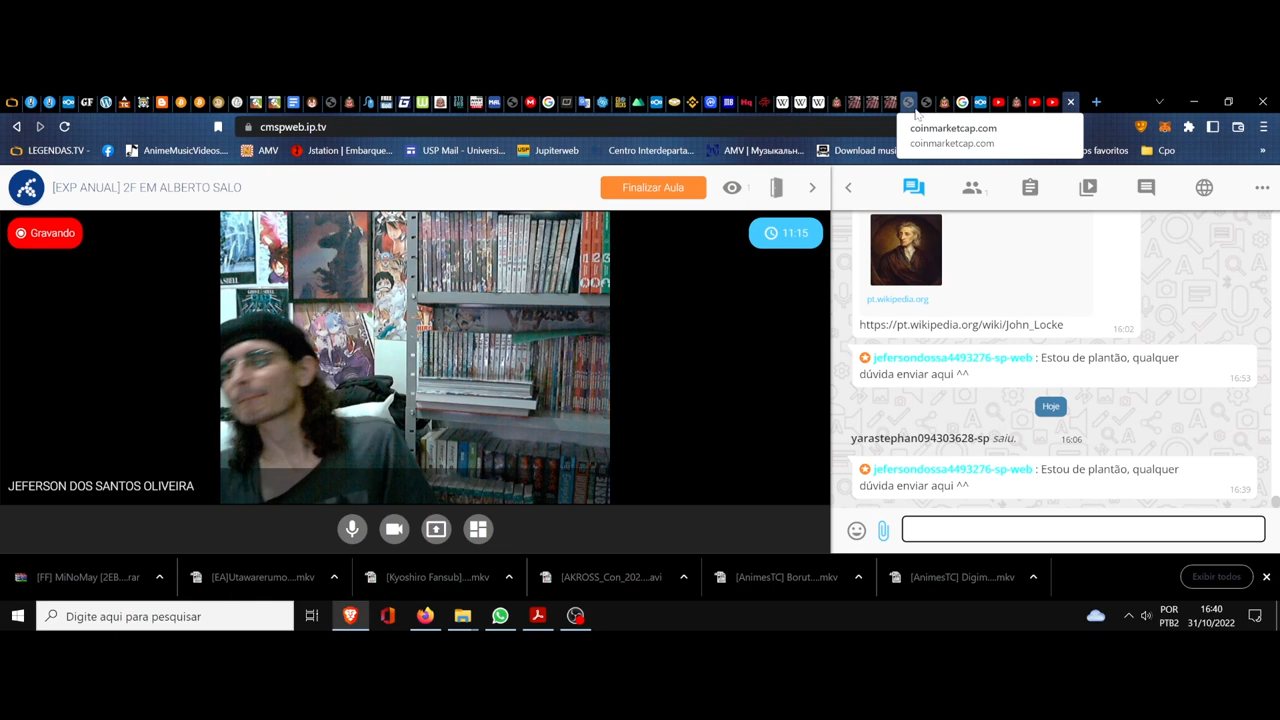 coinmarketcap.com
coinmarketcap.com
cmspweb.ip.tv
LEGENDAS.TV -
AnimeMusicVideos...
AMV
Jstation | Embarque...
USP Mail - Universi...
Jupiterweb
Centro Interdeparta...
AMV | Музыкальн...
Download musi
os favoritos
Cpo
»
[EXP ANUAL] 2F EM ALBERTO SALO
Finalizar Aula
1
1
Gravando
11:15
JEFERSON DOS SANTOS OLIVEIRA
pt.wikipedia.org
https://pt.wikipedia.org/wiki/John_Locke
16:02
jefersondossa4493276-sp-web : Estou de plantão, qualquer
dúvida enviar aqui ^^
16:53
Hoje
yarastephan094303628-sp saiu.
16:06
jefersondossa4493276-sp-web : Estou de plantão, qualquer
dúvida enviar aqui ^^
16:39
[FF] MiNoMay [2EB....rar
[EA]Utawarerumo....mkv
[Kyoshiro Fansub]....mkv
[AKROSS_Con_202....avi
[AnimesTC] Borut....mkv
[AnimesTC] Digim....mkv
Exibir todos
Digite aqui para pesquisar
POR
PTB2
16:40
31/10/2022